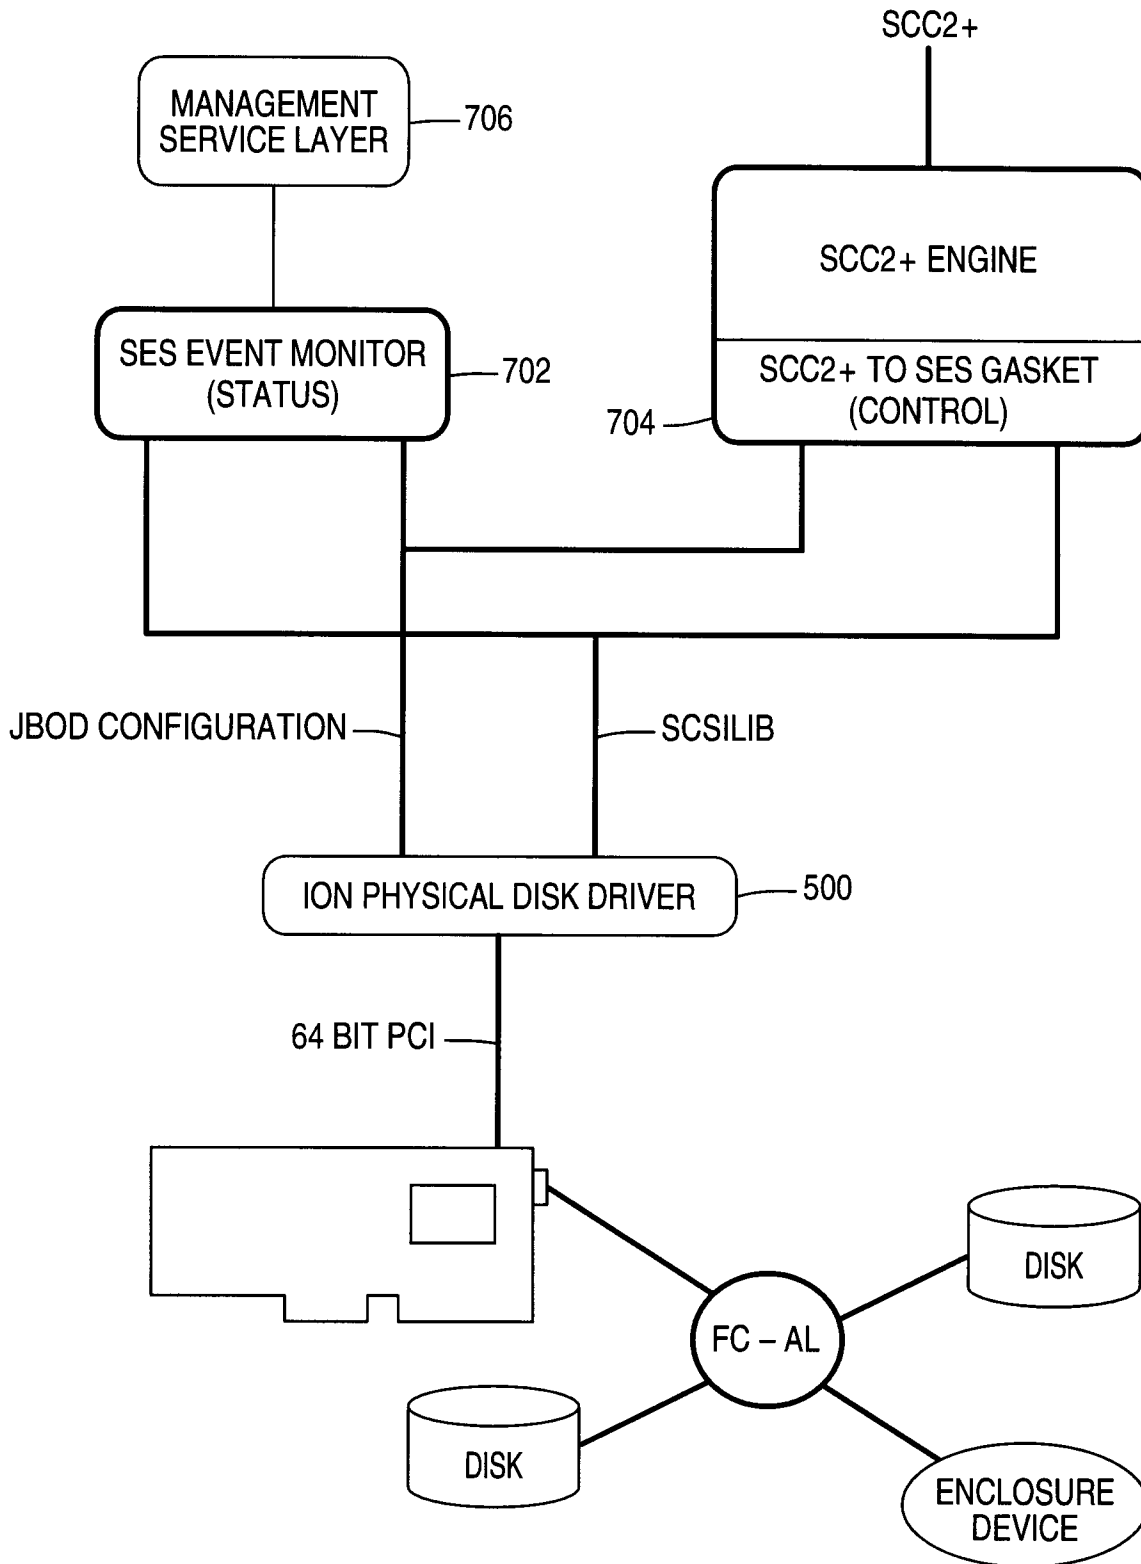 SCC2+
MANAGEMENT
SERVICE LAYER
706
SCC2+ ENGINE
SES EVENT MONITOR
(STATUS)
702
SCC2+ TO SES GASKET
(CONTROL)
704
JBOD CONFIGURATION
SCSILIB
ION PHYSICAL DISK DRIVER
500
64 BIT PCI
DISK
FC – AL
DISK
ENCLOSURE
DEVICE